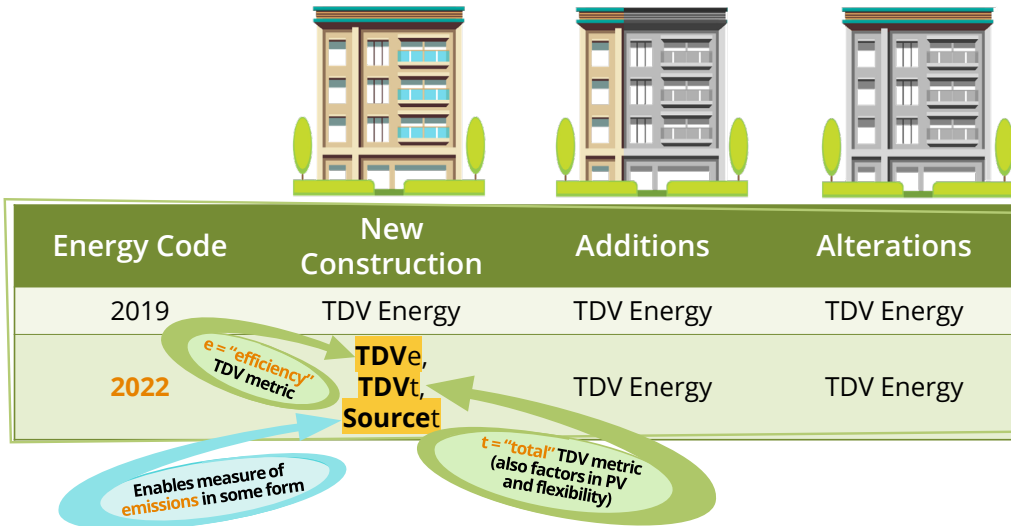 Energy Code
New
Construction
Additions
Alterations
2019
TDV Energy
TDV Energy
TDV Energy
2022
TDVe,
TDVt,
Sourcet
TDV Energy
TDV Energy
e = “efficiency”
TDV metric
t = “total” TDV metric
(also factors in PV
and flexibility)
Enables measure of
emissions in some form